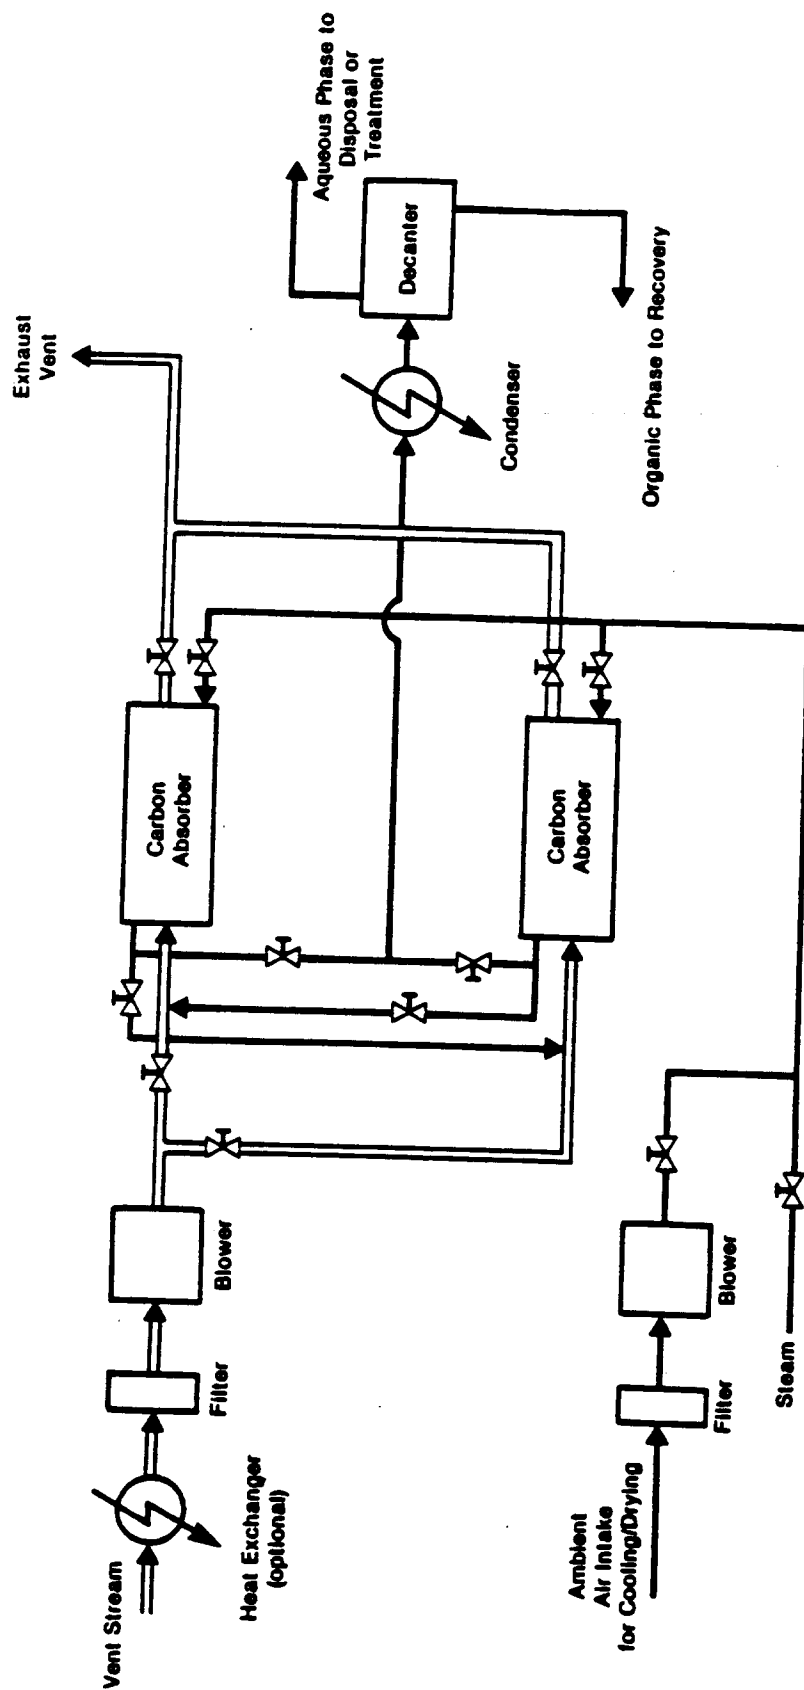 Vent Stream
Heat Exchanger
(optional)
Filter
Blower
Carbon
Absorber
Exhaust
Vent
Carbon
Absorber
Condenser
Decanter
Aqueous Phase to
Disposal or
Treatment
Organic Phase to Recovery
Ambient
Air Intake
for Cooling/Drying
Filter
Blower
Steam